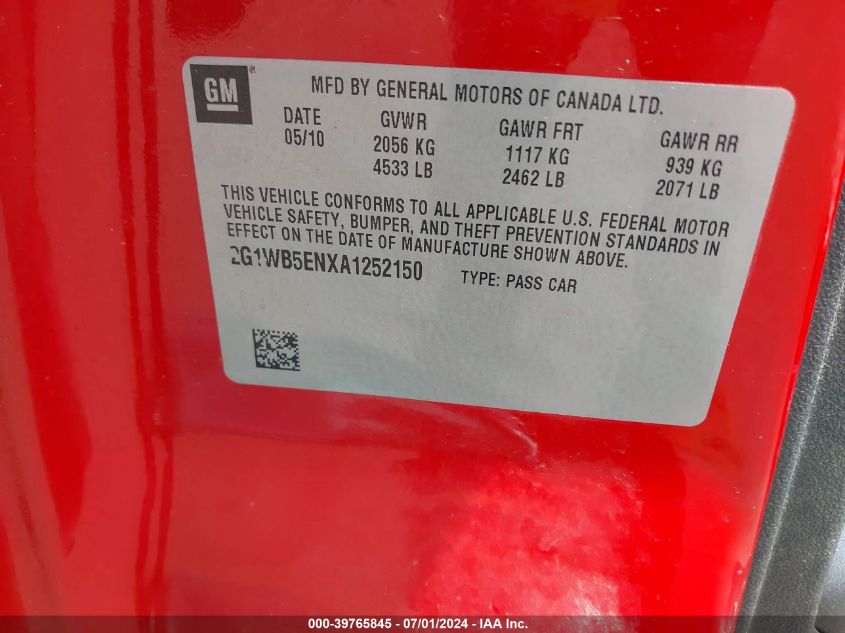 GM ®
MFD BY GENERAL MOTORS OF CANADA LTD.
DATE GVWR GAWR FRT GAWR RR
05/10 2056 KG 1117 KG 939 KG
4533 LB 2462 LB 2071 LB
THIS VEHICLE CONFORMS TO ALL APPLICABLE U.S. FEDERAL MOTOR
VEHICLE SAFETY, BUMPER, AND THEFT PREVENTION STANDARDS IN
EFFECT ON THE DATE OF MANUFACTURE SHOWN ABOVE.
2G1WB5ENXA1252150 TYPE: PASS CAR
000-39765845 - 07/01/2024 - IAA Inc.